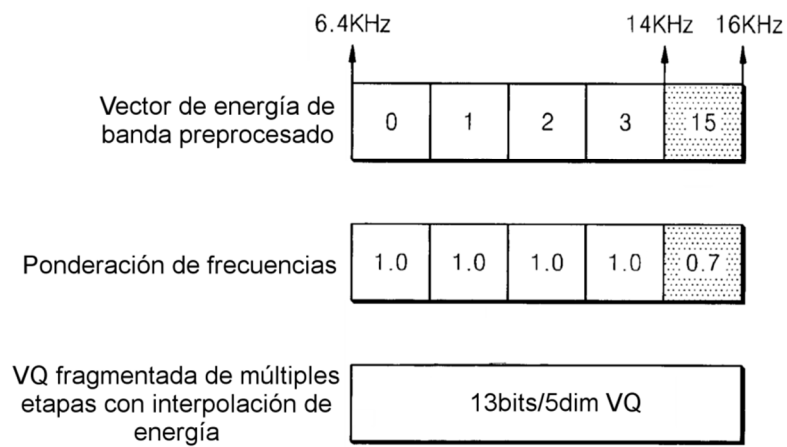 6.4KHz 14KHz 16KHz
Vector de energía de
banda preprocesado
0 1 2 3 15
Ponderación de frecuencias
1.0 1.0 1.0 1.0 0.7
VQ fragmentada de múltiples
etapas con interpolación de
energía
13bits/5dim VQ